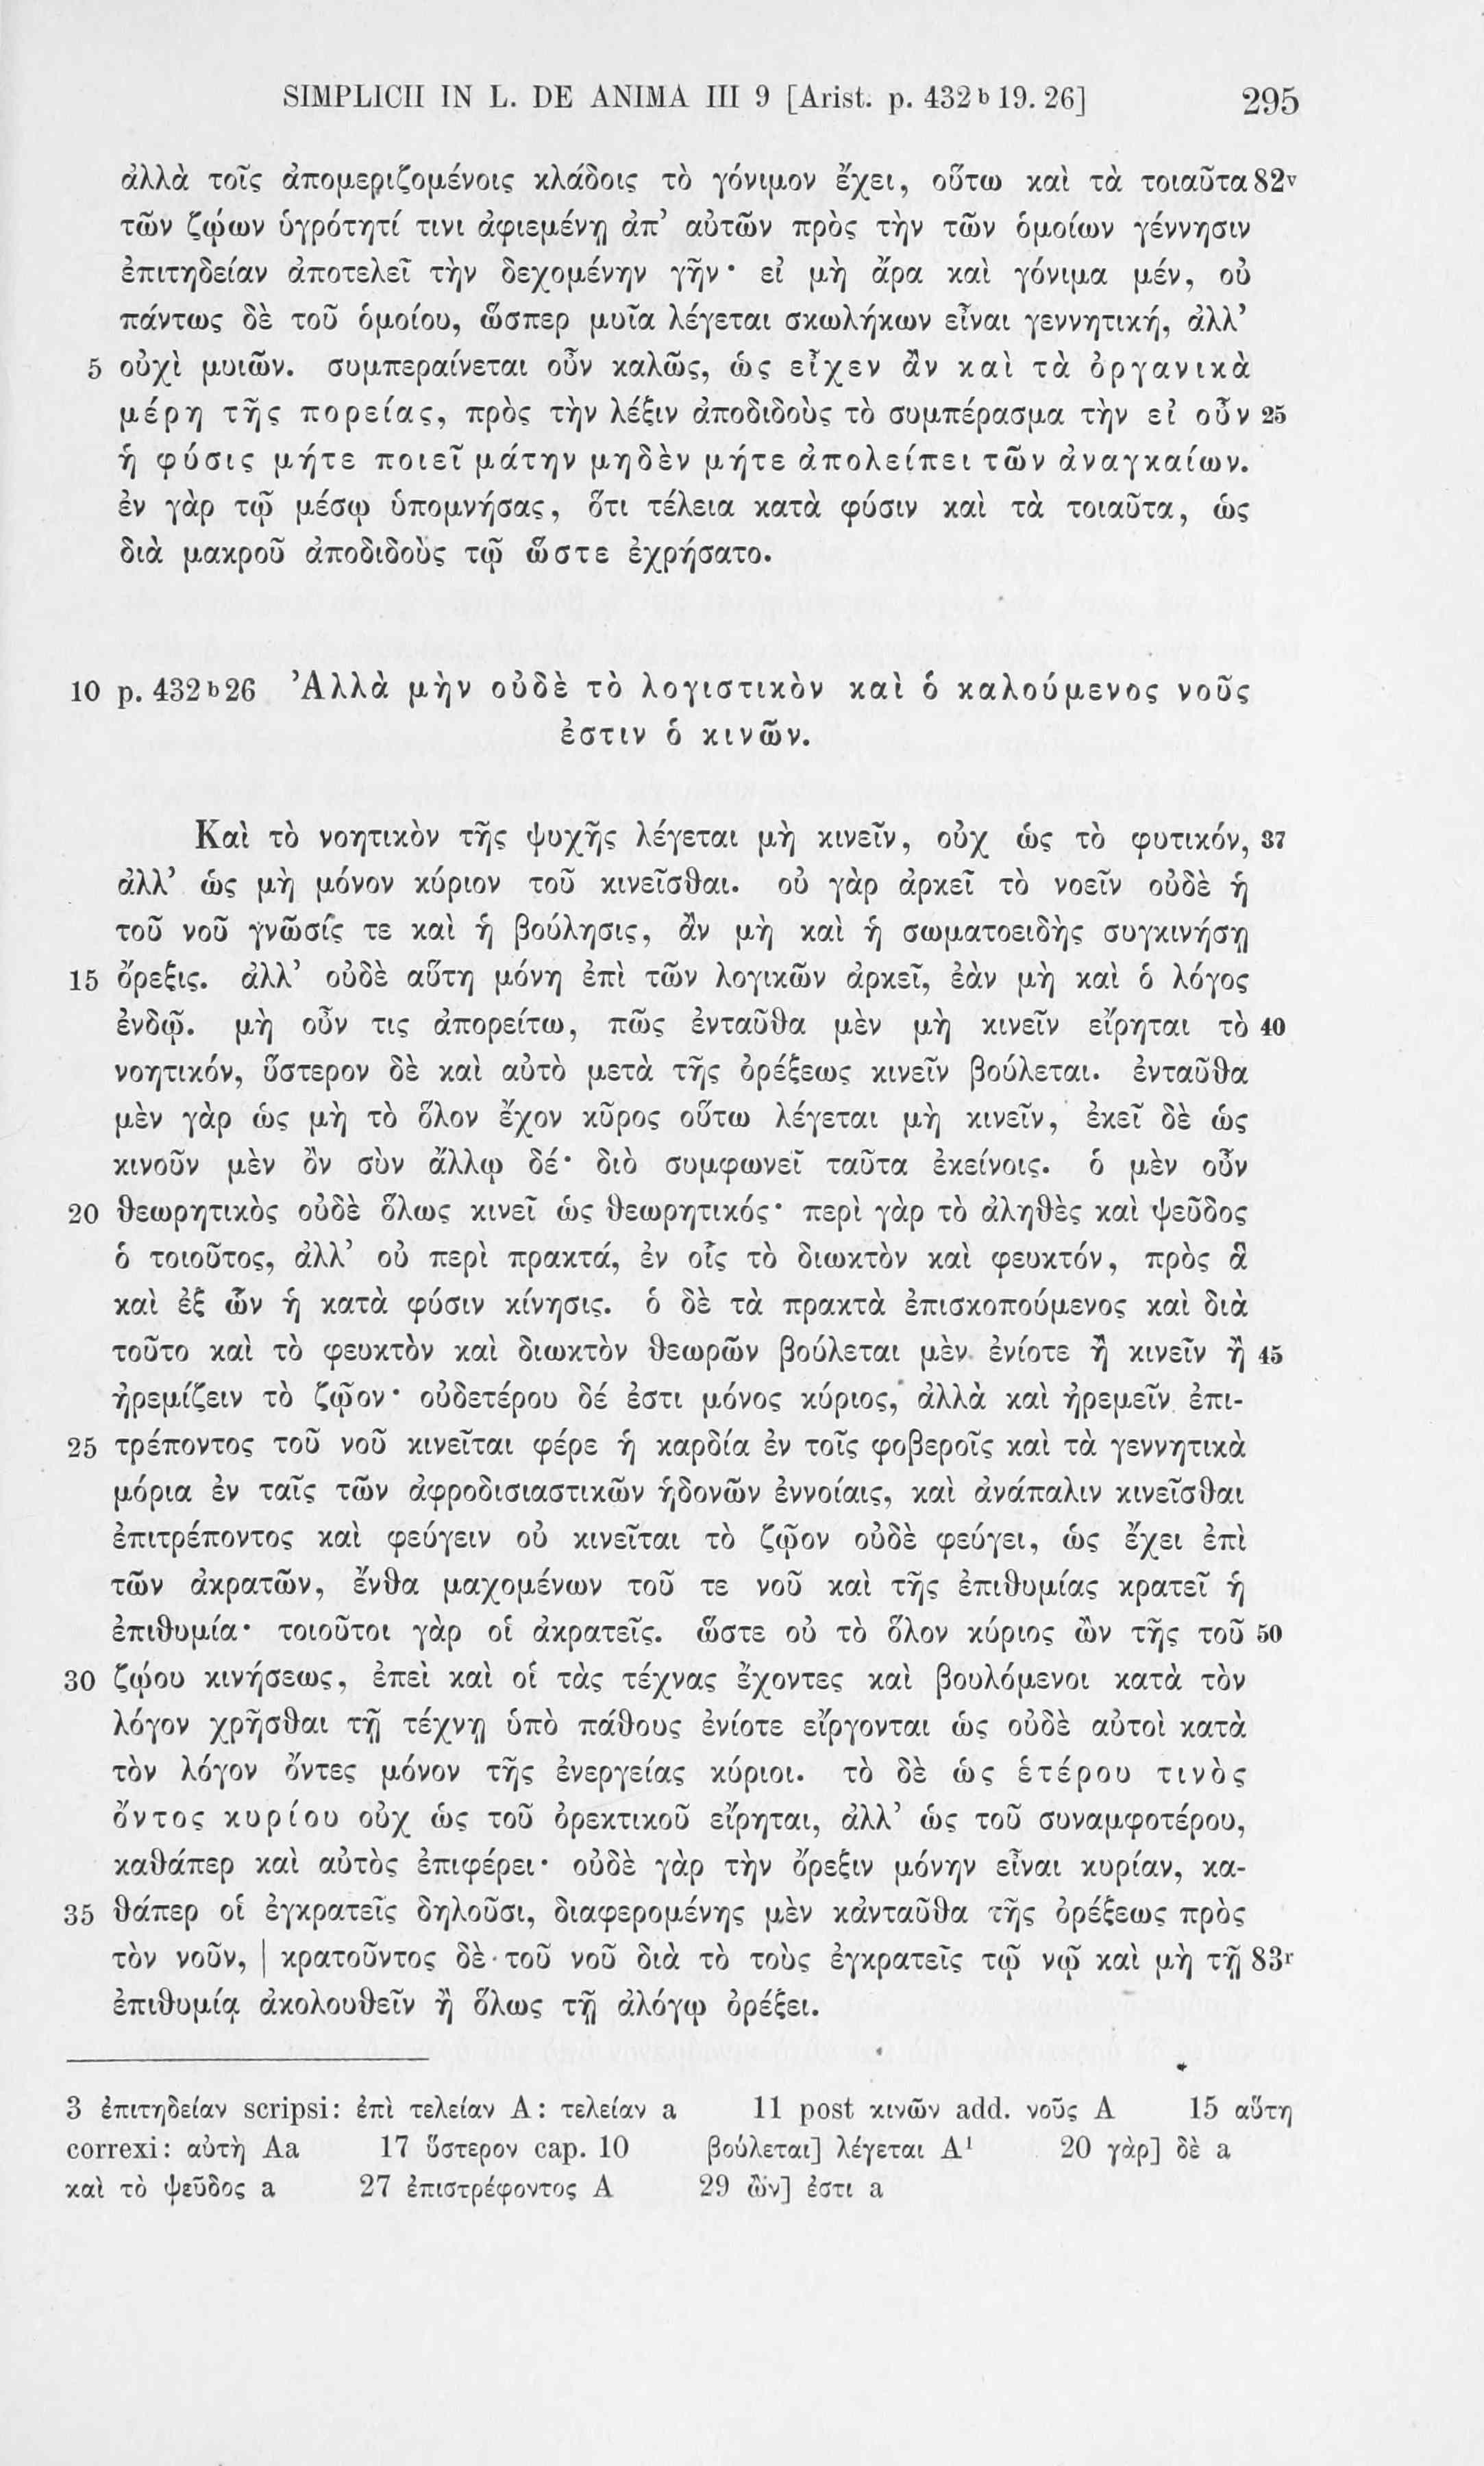 SIMPLICII IN L. DE ANIMA III 9 [Arist. p. 432 b 19. 26] 295
ἀλλὰ τοῖς ἀπομεριζομένοις κλάδοις τὸ γόνιμον ἔχει, οὕτω καὶ τὰ τοιαῦτα 82v
τῶν ζῴων ὑγρότητί τινι ἀφιεμένῃ ἀπ’ αὐτῶν πρὸς τὴν τῶν ὁμοίων γέννησιν
ἐπιτηδείαν ἀποτελεῖ τὴν δεχομένην γῆν· εἰ μὴ ἄρα καὶ γόνιμα μέν, οὐ
πάντως δὲ τοῦ ὁμοίου, ὥσπερ μυῖα λέγεται σκωλήκων εἶναι γεννητική, ἀλλ’
5 οὐχὶ μυιῶν. συμπεραίνεται οὖν καλῶς, ὡς εἶχεν ἂν καὶ τὰ ὀργανικὰ
μέρη τῆς πορείας, πρὸς τὴν λέξιν ἀποδιδοὺς τὸ συμπέρασμα τὴν εἰ οὖν 25
ἡ φύσις μήτε ποιεῖ μάτην μηδὲν μήτε ἀπολείπει τῶν ἀναγκαίων.
ἐν γὰρ τῷ μέσῳ ὑπομνήσας, ὅτι τέλεια κατὰ φύσιν καὶ τὰ τοιαῦτα, ὡς
διὰ μακροῦ ἀποδιδοὺς τῷ ὥστε ἐχρήσατο.
10 p. 432 b 26 Ἀλλὰ μὴν οὐδὲ τὸ λογιστικὸν καὶ ὁ καλούμενος νοῦς
ἐστιν ὁ κινῶν.
Καὶ τὸ νοητικὸν τῆς ψυχῆς λέγεται μὴ κινεῖν, οὐχ ὡς τὸ φυτικόν, 37
ἀλλ’ ὡς μὴ μόνον κύριον τοῦ κινεῖσθαι. οὐ γὰρ ἀρκεῖ τὸ νοεῖν οὐδὲ ἡ
τοῦ νοῦ γνῶσίς τε καὶ ἡ βούλησις, ἂν μὴ καὶ ἡ σωματοειδὴς συγκινήσῃ
15 ὄρεξις. ἀλλ’ οὐδὲ αὕτη μόνη ἐπὶ τῶν λογικῶν ἀρκεῖ, ἐὰν μὴ καὶ ὁ λόγος
ἐνδῷ. μὴ οὖν τις ἀπορείτω, πῶς ἐνταῦθα μὲν μὴ κινεῖν εἴρηται τὸ 40
νοητικόν, ὕστερον δὲ καὶ αὐτὸ μετὰ τῆς ὀρέξεως κινεῖν βούλεται. ἐνταῦθα
μὲν γὰρ ὡς μὴ τὸ ὅλον ἔχον κῦρος οὕτω λέγεται μὴ κινεῖν, ἐκεῖ δὲ ὡς
κινοῦν μὲν ὂν σὺν ἄλλῳ δέ· διὸ συμφωνεῖ ταῦτα ἐκείνοις. ὁ μὲν οὖν
20 θεωρητικὸς οὐδὲ ὅλως κινεῖ ὡς θεωρητικός· περὶ γὰρ τὸ ἀληθὲς καὶ ψεῦδος
ὁ τοιοῦτος, ἀλλ’ οὐ περὶ πρακτά, ἐν οἷς τὸ διωκτὸν καὶ φευκτόν, πρὸς ἃ
καὶ ἐξ ὧν ἡ κατὰ φύσιν κίνησις. ὁ δὲ τὰ πρακτὰ ἐπισκοπούμενος καὶ διὰ
τοῦτο καὶ τὸ φευκτὸν καὶ διωκτὸν θεωρῶν βούλεται μὲν ἐνίοτε ἢ κινεῖν ἢ 45
ἠρεμίζειν τὸ ζῷον· οὐδετέρου δέ ἐστι μόνος κύριος, ἀλλὰ καὶ ἠρεμεῖν ἐπι-
25 τρέποντος τοῦ νοῦ κινεῖται φέρε ἡ καρδία ἐν τοῖς φοβεροῖς καὶ τὰ γεννητικὰ
μόρια ἐν ταῖς τῶν ἀφροδισιαστικῶν ἡδονῶν ἐννοίαις, καὶ ἀνάπαλιν κινεῖσθαι
ἐπιτρέποντος καὶ φεύγειν οὐ κινεῖται τὸ ζῷον οὐδὲ φεύγει, ὡς ἔχει ἐπὶ
τῶν ἀκρατῶν, ἔνθα μαχομένων τοῦ τε νοῦ καὶ τῆς ἐπιθυμίας κρατεῖ ἡ
ἐπιθυμία· τοιοῦτοι γὰρ οἱ ἀκρατεῖς. ὥστε οὐ τὸ ὅλον κύριος ὢν τῆς τοῦ 50
30 ζῴου κινήσεως, ἐπεὶ καὶ οἱ τὰς τέχνας ἔχοντες καὶ βουλόμενοι κατὰ τὸν
λόγον χρῆσθαι τῇ τέχνῃ ὑπὸ πάθους ἐνίοτε εἴργονται ὡς οὐδὲ αὐτοὶ κατὰ
τὸν λόγον ὄντες μόνον τῆς ἐνεργείας κύριοι. τὸ δὲ ὡς ἑτέρου τινὸς
ὄντος κυρίου οὐχ ὡς τοῦ ὀρεκτικοῦ εἴρηται, ἀλλ’ ὡς τοῦ συναμφοτέρου,
καθάπερ καὶ αὐτὸς ἐπιφέρει· οὐδὲ γὰρ τὴν ὄρεξιν μόνην εἶναι κυρίαν, κα-
35 θάπερ οἱ ἐγκρατεῖς δηλοῦσι, διαφερομένης μὲν κἀνταῦθα τῆς ὀρέξεως πρὸς
τὸν νοῦν, | κρατοῦντος δὲ τοῦ νοῦ διὰ τὸ τοὺς ἐγκρατεῖς τῷ νῷ καὶ μὴ τῇ 83r
ἐπιθυμίᾳ ἀκολουθεῖν ἢ ὅλως τῇ ἀλόγῳ ὀρέξει.
3 ἐπιτηδείαν scripsi: ἐπὶ τελείαν A: τελείαν a 11 post κινῶν add. νοῦς A 15 αὕτη
correxi: αὐτὴ Aa 17 ὕστερον cap. 10 βούλεται] λέγεται A¹ 20 γὰρ] δὲ a
καὶ τὸ ψεῦδος a 27 ἐπιστρέφοντος A 29 ὢν] ἐστι a